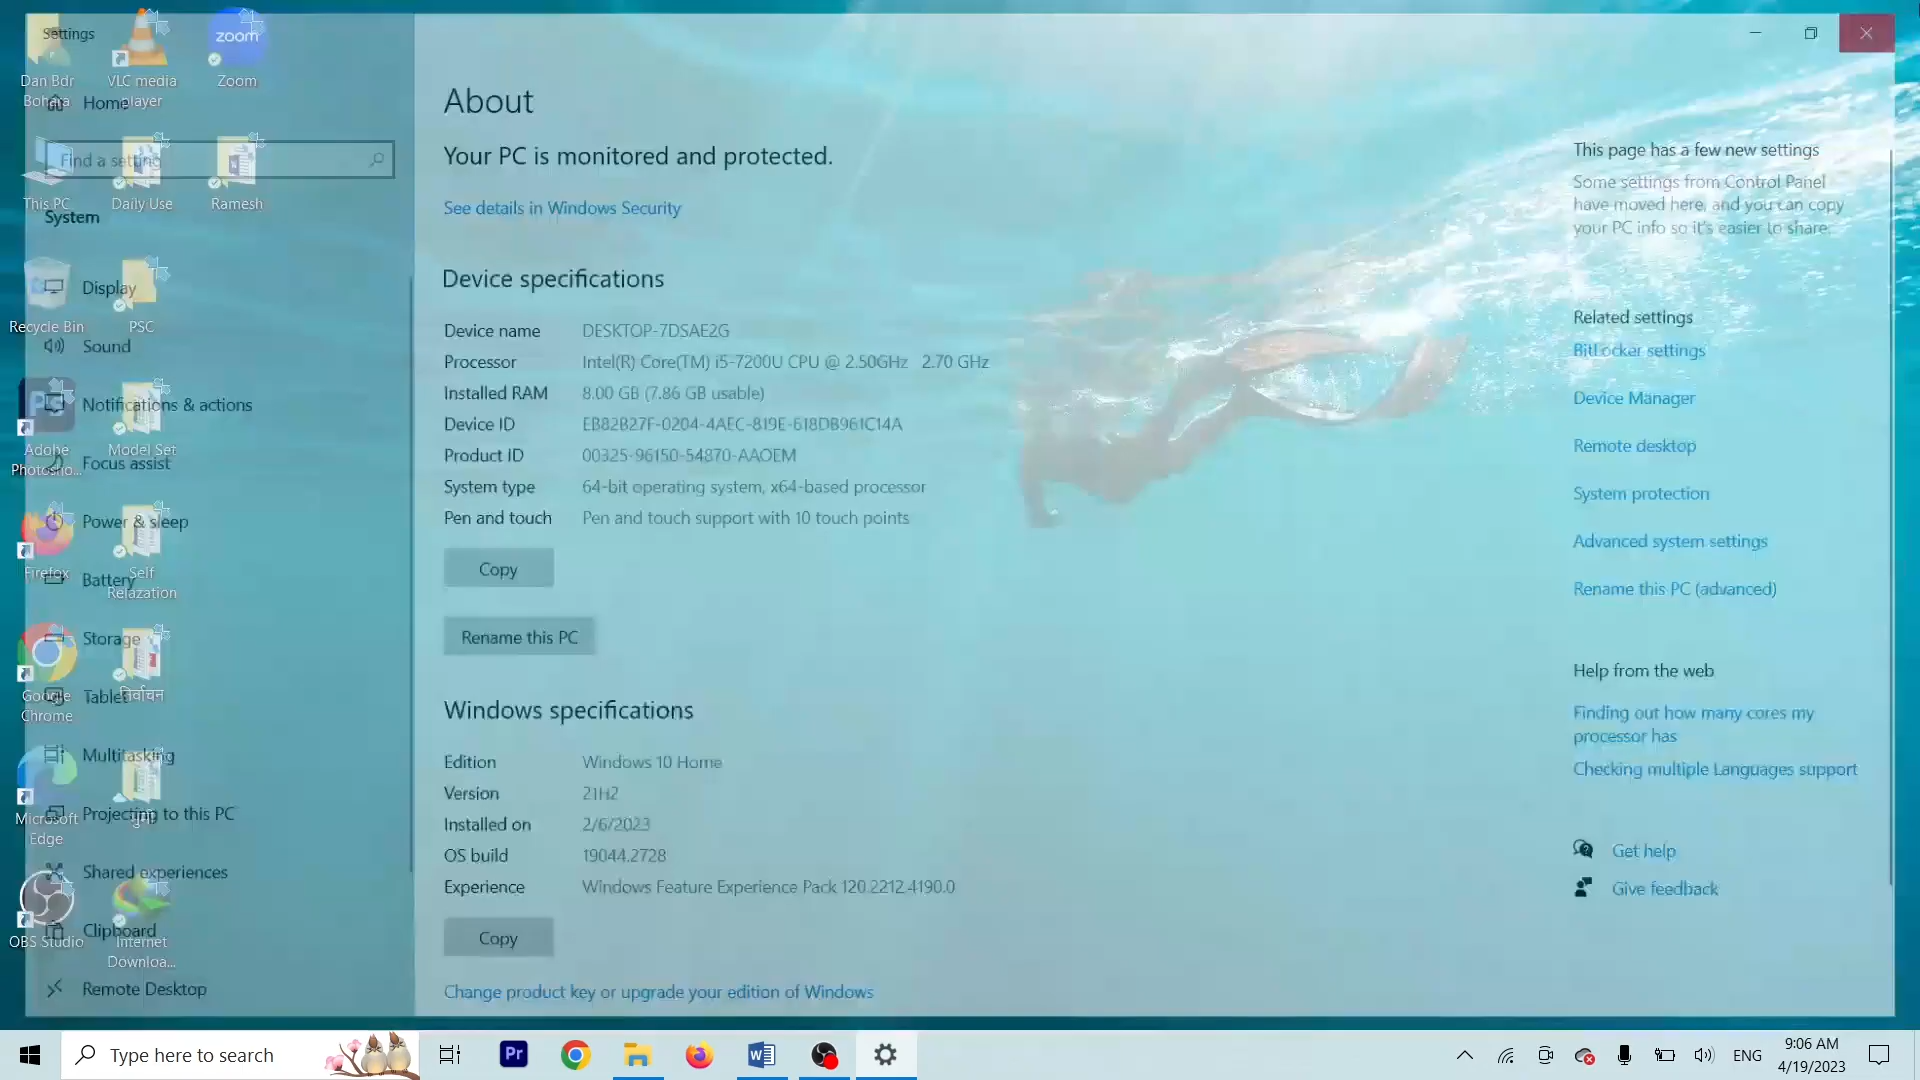 Settings
Home
Find a setting
System
Display
Sound
Notifications & actions
Focus assist
Power & sleep
Battery
Storage
Tablet
Multitasking
Projecting to this PC
Shared experiences
Clipboard
Remote Desktop
Dan Bdr
Bohara
VLC media
player
zoom
Zoom
This PC
Daily Use
Ramesh
Recycle Bin
PSC
Ps
Adobe
Photosho...
Model Set
Firefox
Self
Relazation
Google
Chrome
निर्वाचन
Microsoft
Edge
OBS Studio
Internet
Downloa...
About
Your PC is monitored and protected.
See details in Windows Security
Device specifications
Device name DESKTOP-7DSAE2G
Processor Intel(R) Core(TM) i5-7200U CPU @ 2.50GHz 2.70 GHz
Installed RAM 8.00 GB (7.86 GB usable)
Device ID EB82B27F-0204-4AEC-819E-618DB961C14A
Product ID 00325-96150-54870-AAOEM
System type 64-bit operating system, x64-based processor
Pen and touch Pen and touch support with 10 touch points
Copy
Rename this PC
Windows specifications
Edition Windows 10 Home
Version 21H2
Installed on 2/6/2023
OS build 19044.2728
Experience Windows Feature Experience Pack 120.2212.4190.0
Copy
Change product key or upgrade your edition of Windows
This page has a few new settings
Some settings from Control Panel
have moved here, and you can copy
your PC info so it's easier to share.
Related settings
BitLocker settings
Device Manager
Remote desktop
System protection
Advanced system settings
Rename this PC (advanced)
Help from the web
Finding out how many cores my
processor has
Checking multiple Languages support
Get help
Give feedback
Type here to search
Pr
ENG
9:06 AM
4/19/2023